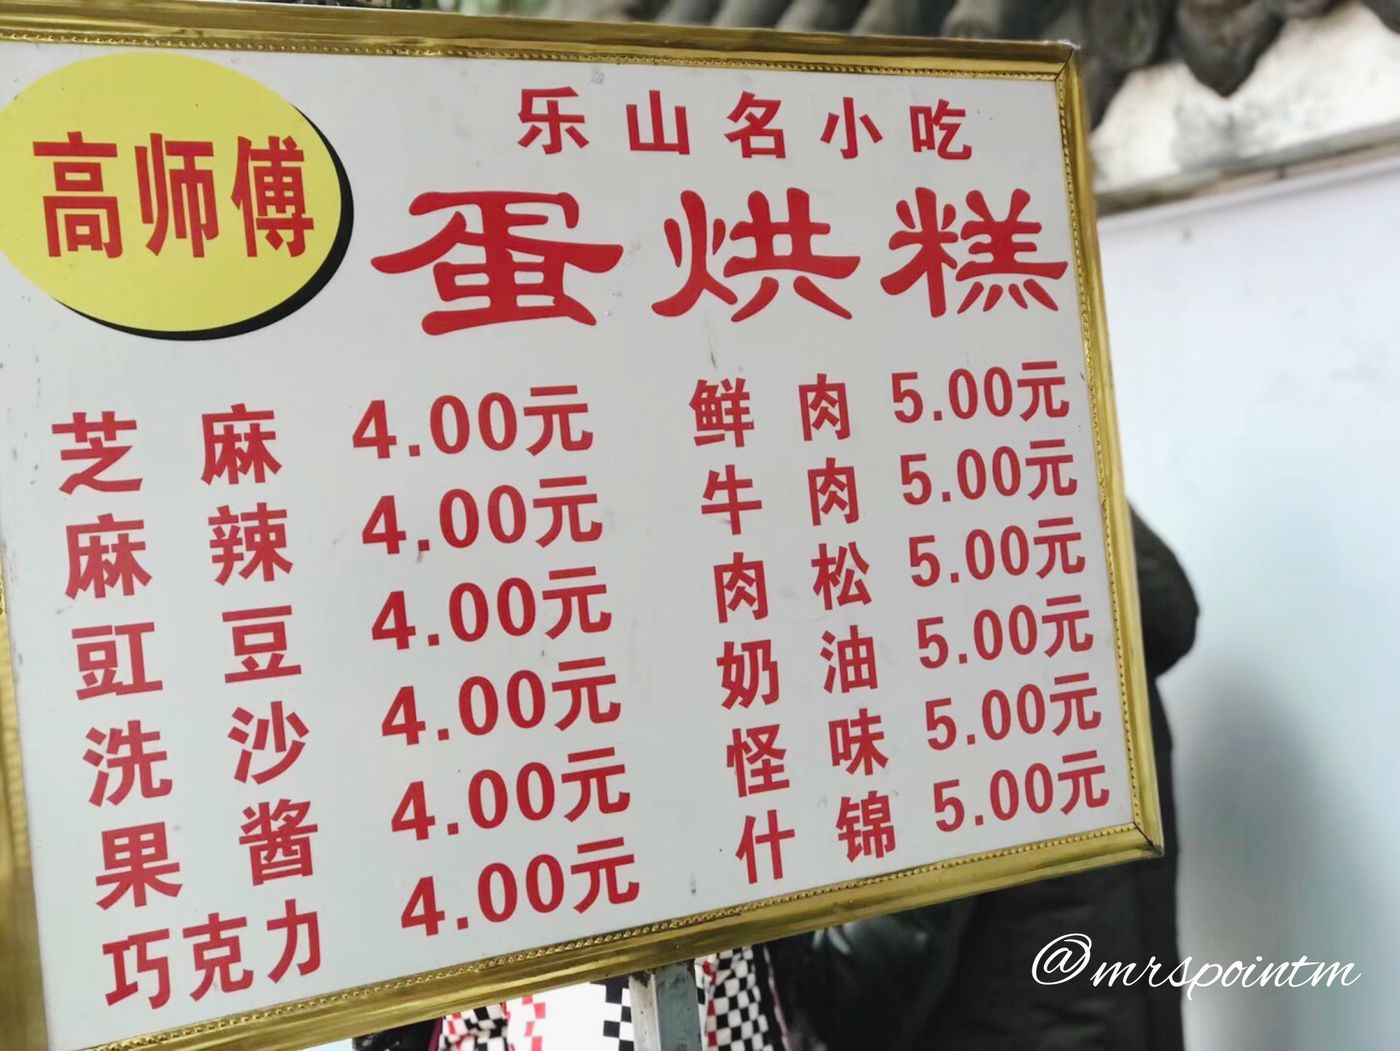 高师傅
乐山名小吃
蛋烘糕
芝麻 4.00元
麻辣 4.00元
豇豆 4.00元
洗沙 4.00元
果酱 4.00元
巧克力 4.00元
鲜肉 5.00元
牛肉 5.00元
肉松 5.00元
奶油 5.00元
怪味 5.00元
什锦 5.00元
@mrspointm